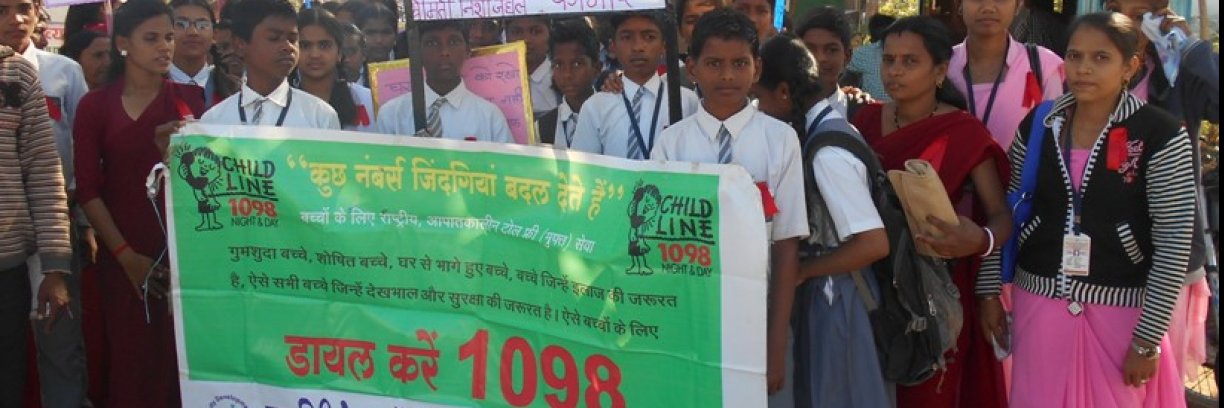 श्रीमती
CHILD
LINE
1098
NIGHT & DAY
“कुछ नंबर्स जिंदगियां बदल देते हैं”
CHILD
LINE
1098
NIGHT & DAY
बच्चों के लिए राष्ट्रीय, आपातकालीन टोल फ्री (मुफ्त) सेवा
गुमशुदा बच्चे, शोषित बच्चे, घर से भागे हुए बच्चे, बच्चे जिन्हें इलाज की जरूरत
है, ऐसे सभी बच्चे जिन्हें देखभाल और सुरक्षा की जरूरत है। ऐसे बच्चों के लिए
डायल करें 1098